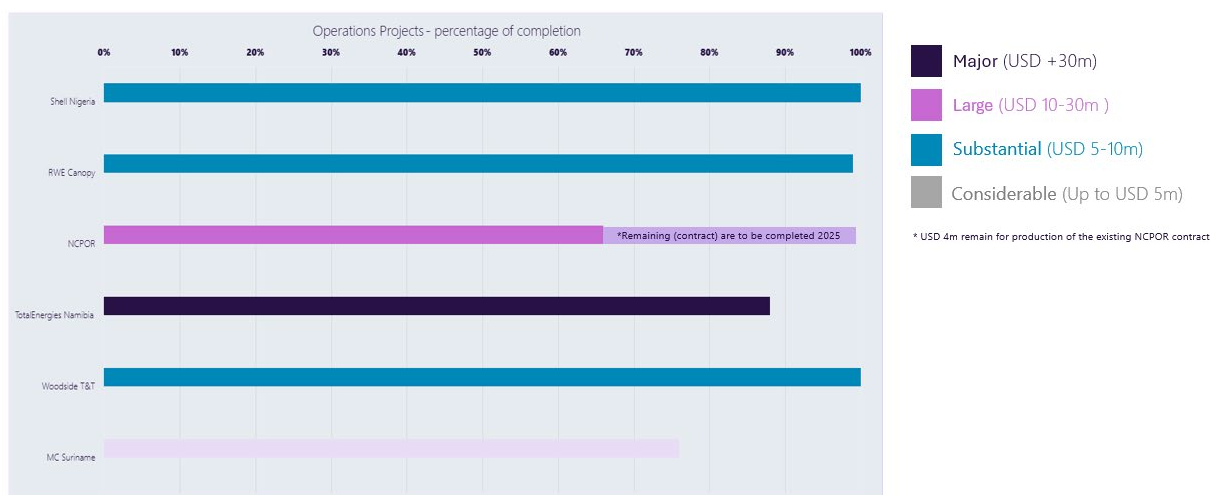 Operations Projects - percentage of completion
0% 10% 20% 30% 40% 50% 60% 70% 80% 90% 100%
Shell Nigeria
RWE Canopy
NCPOR
*Remaining (contract) are to be completed 2025
TotalEnergies Namibia
Woodside T&T
MC Suriname
Major (USD +30m)
Large (USD 10-30m )
Substantial (USD 5-10m)
Considerable (Up to USD 5m)
* USD 4m remain for production of the existing NCPOR contract